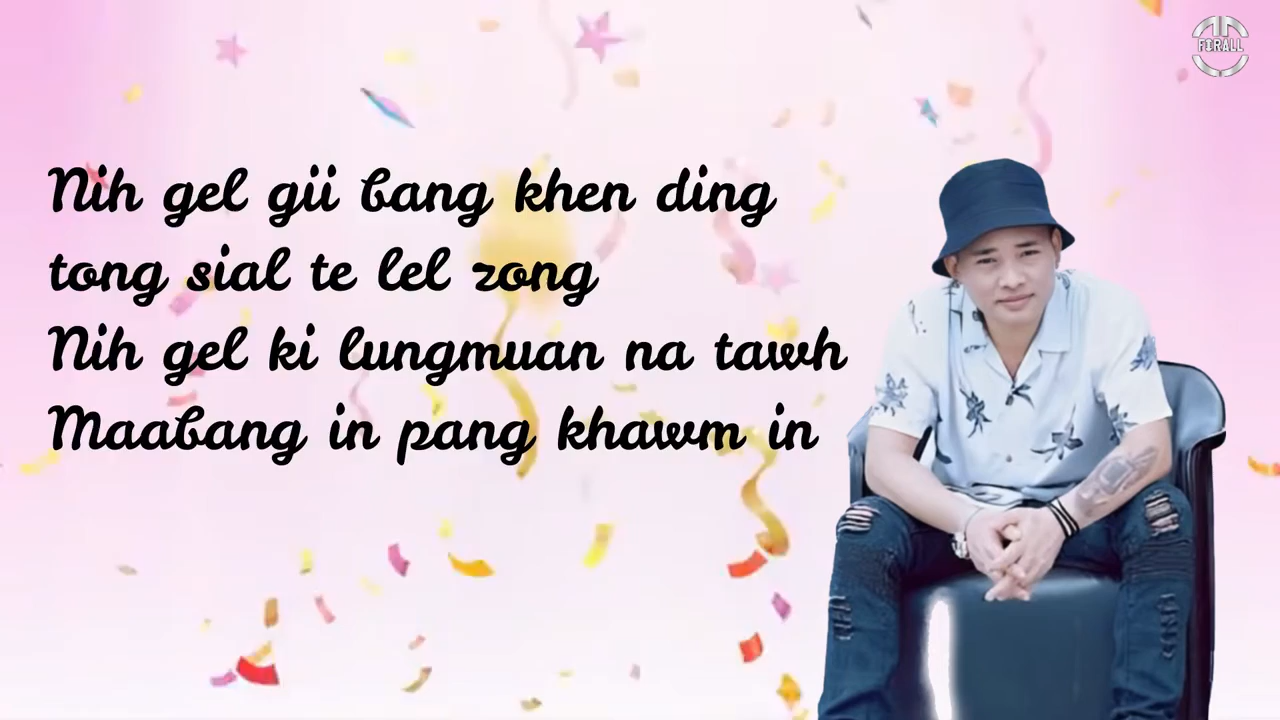 Nih gel gii bang khen ding
tong sial te lel zong
Nih gel ki lungmuan na tawh
Maabang in pang khawm in
FORALL